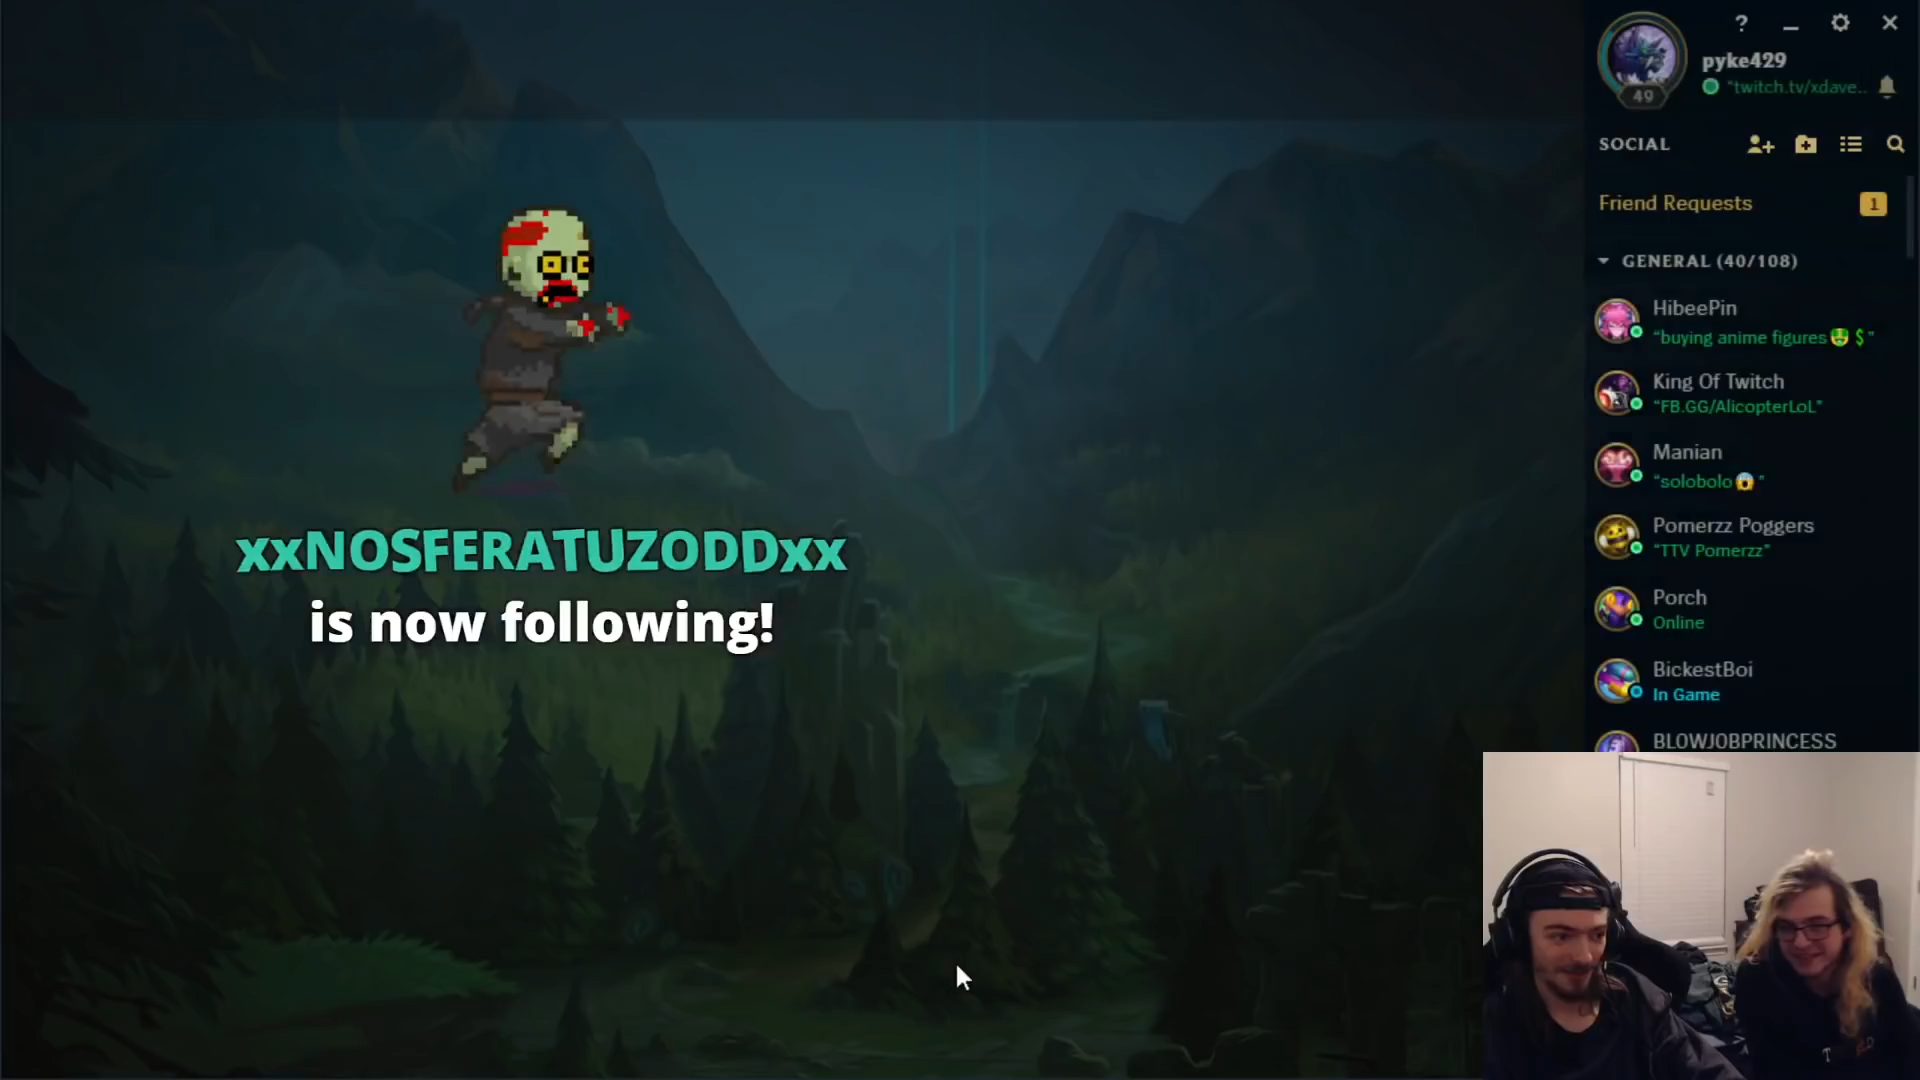 ?
pyke429
49
"twitch.tv/xdave..
SOCIAL
Friend Requests
1
GENERAL (40/108)
HibeePin
"buying anime figures🤑$"
King Of Twitch
"FB.GG/AlicopterLoL"
Manian
"solobolo😱"
Pomerzz Poggers
"TTV Pomerzz"
Porch
Online
BickestBoi
In Game
BLOWJOBPRINCESS
xxNOSFERATUZODDxx
is now following!